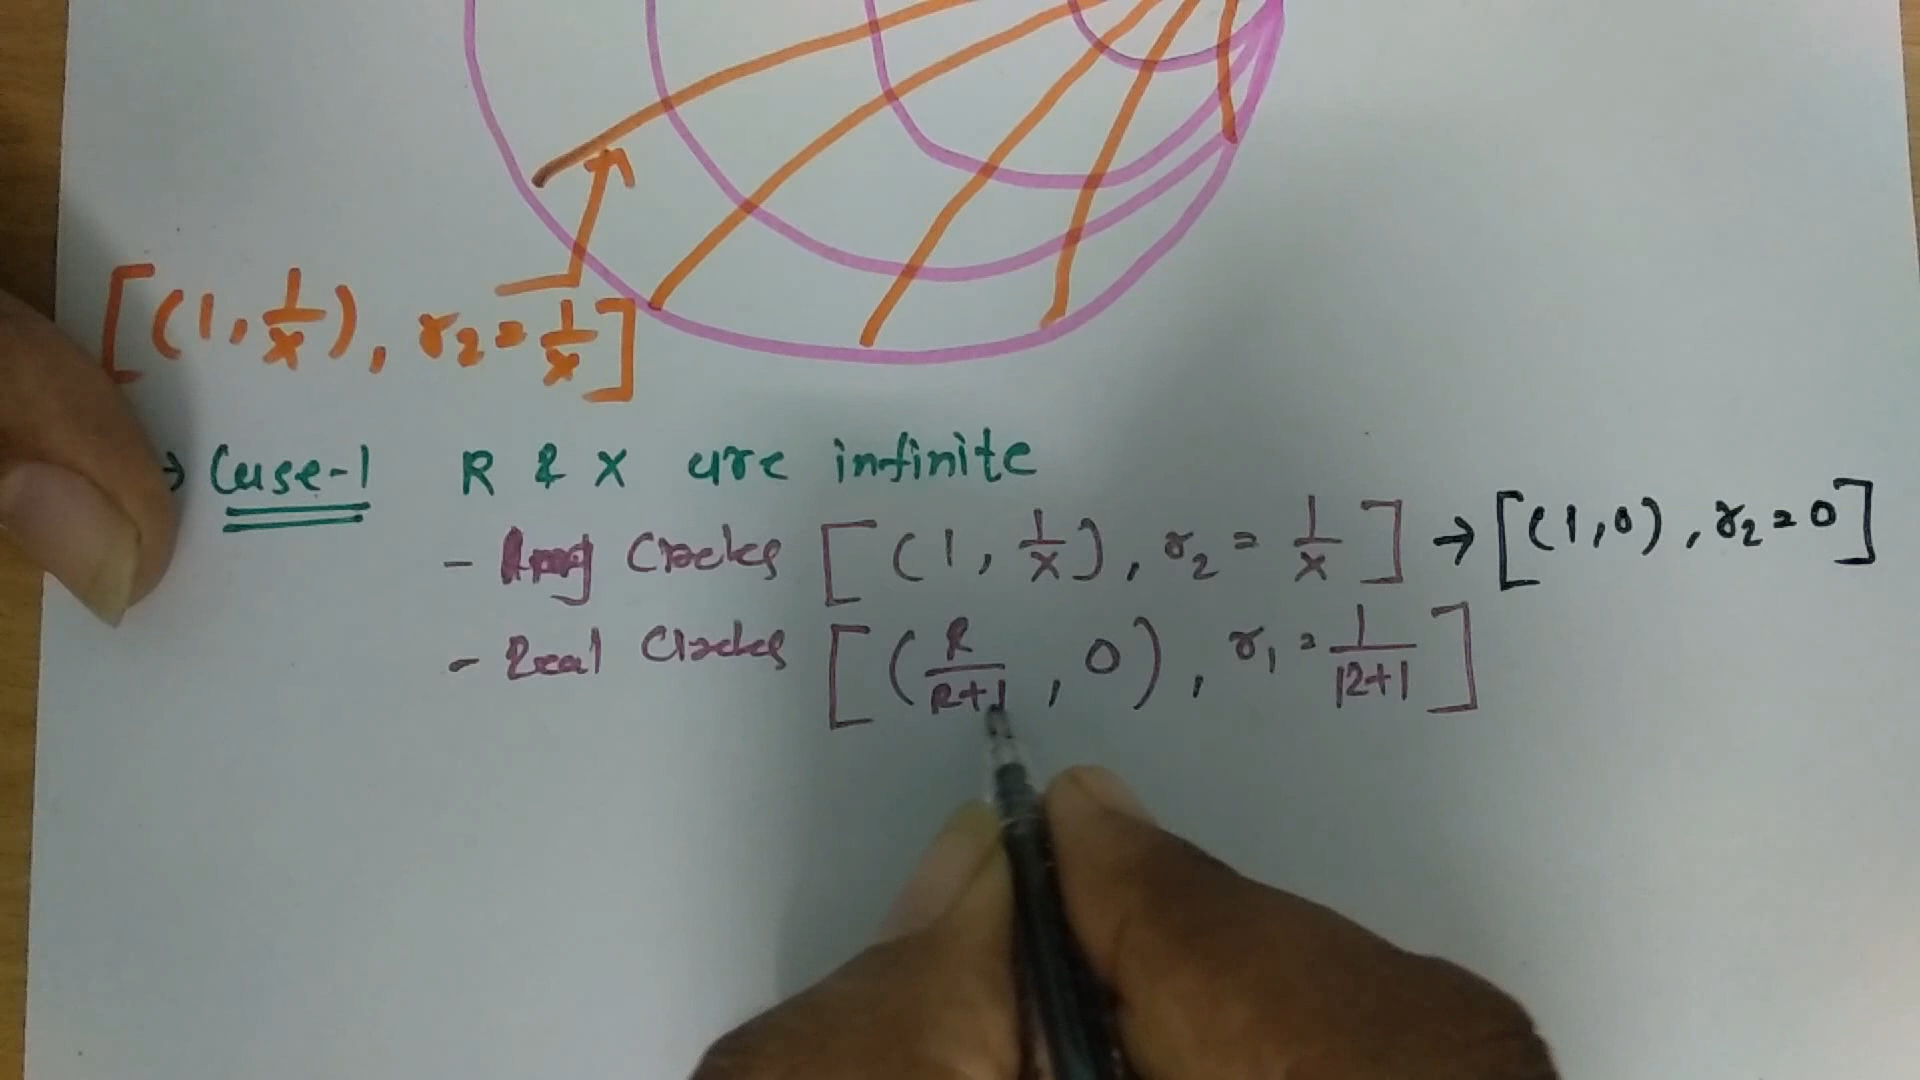 [(1, 1/x), r₂ = 1/x]
→ Case-1 R & X are infinite
- Img Circles [(1, 1/x), r₂ = 1/x] → [(1,0), r₂ = 0]
- Real Circles [(R/R+1, 0), r₁ = 1/R+1]